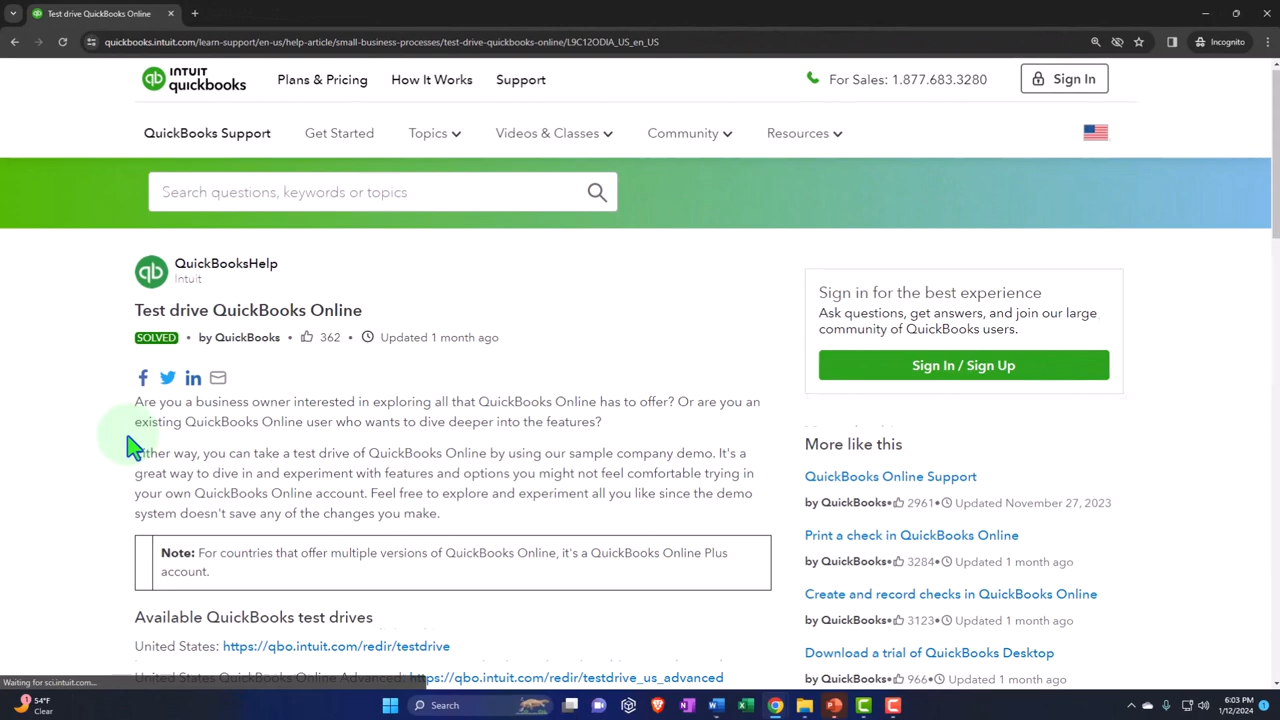 Test drive QuickBooks Online
quickbooks.intuit.com/learn-support/en-us/help-article/small-business-processes/test-drive-quickbooks-online/L9C12ODIA_US_en_US
Incognito
INTUIT
quickbooks
Plans & Pricing
How It Works
Support
For Sales: 1.877.683.3280
Sign In
QuickBooks Support
Get Started
Topics
Videos & Classes
Community
Resources
Search questions, keywords or topics
qb
QuickBooksHelp
Intuit
Test drive QuickBooks Online
SOLVED • by QuickBooks • 362 • Updated 1 month ago
Are you a business owner interested in exploring all that QuickBooks Online has to offer? Or are you an
existing QuickBooks Online user who wants to dive deeper into the features?
ither way, you can take a test drive of QuickBooks Online by using our sample company demo. It's a
great way to dive in and experiment with features and options you might not feel comfortable trying in
your own QuickBooks Online account. Feel free to explore and experiment all you like since the demo
system doesn't save any of the changes you make.
Note: For countries that offer multiple versions of QuickBooks Online, it's a QuickBooks Online Plus
account.
Available QuickBooks test drives
United States: https://qbo.intuit.com/redir/testdrive
United States QuickBooks Online Advanced: https://qbo.intuit.com/redir/testdrive_us_advanced
Sign in for the best experience
Ask questions, get answers, and join our large
community of QuickBooks users.
Sign In / Sign Up
More like this
QuickBooks Online Support
by QuickBooks• 2961• Updated November 27, 2023
Print a check in QuickBooks Online
by QuickBooks• 3284• Updated 1 month ago
Create and record checks in QuickBooks Online
by QuickBooks• 3123• Updated 1 month ago
Download a trial of QuickBooks Desktop
by QuickBooks• 966• Updated 1 month ago
Waiting for sci.intuit.com...
54°F
Clear
Search
6:03 PM
1/12/2024